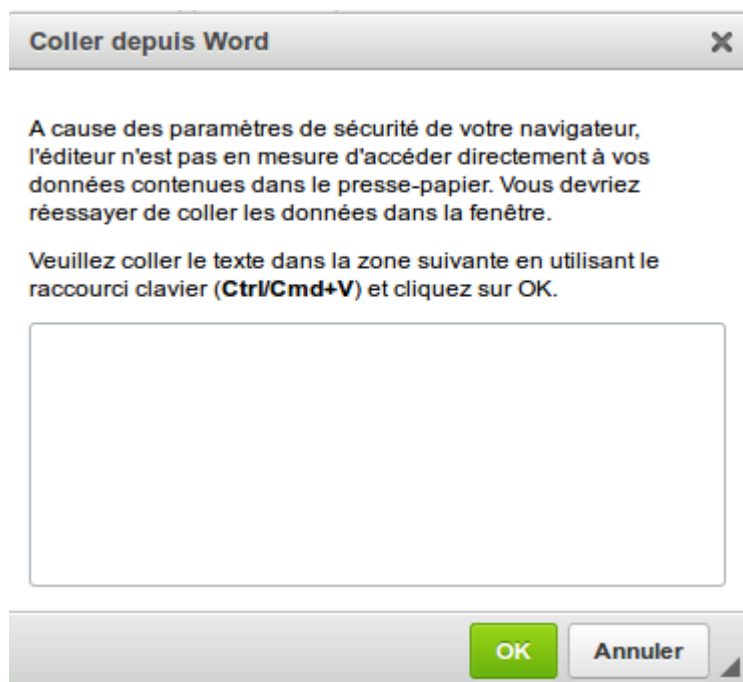 Coller depuis Word
A cause des paramètres de sécurité de votre navigateur,
l'éditeur n'est pas en mesure d'accéder directement à vos
données contenues dans le presse-papier. Vous devriez
réessayer de coller les données dans la fenêtre.
Veuillez coller le texte dans la zone suivante en utilisant le
raccourci clavier (Ctrl/Cmd+V) et cliquez sur OK.
OK
Annuler